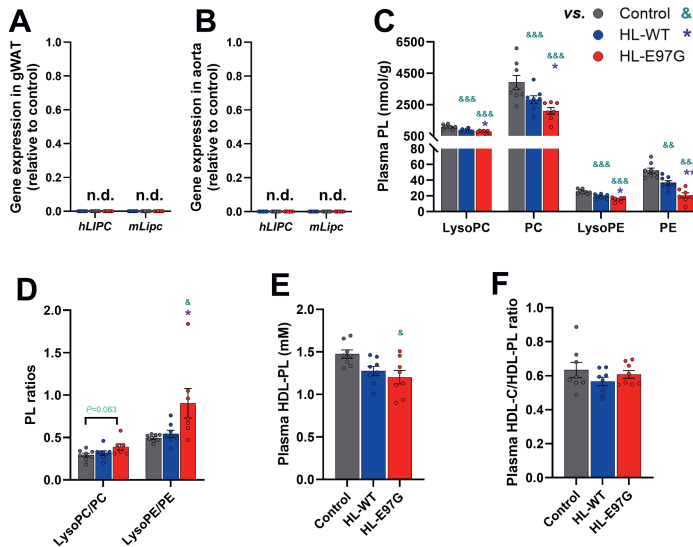 A
Gene expression in gWAT
(relative to control)
1.0
0.8
0.6
0.4
0.2
0.0
n.d.
n.d.
hLIPC
mLipc
B
Gene expression in aorta
(relative to control)
1.0
0.8
0.6
0.4
0.2
0.0
n.d.
n.d.
hLIPC
mLipc
C
vs.
Control &
HL-WT *
HL-E97G
Plasma PL (nmol/g)
6500
4500
2500
500
80
60
40
20
0
&&&
&&&
*
&&&
&&&
*
&&&
&&&
*
&&
&&&
**
LysoPC
PC
LysoPE
PE
D
PL ratios
2.0
1.5
1.0
0.5
0.0
P=0.063
&
*
LysoPC/PC
LysoPE/PE
E
Plasma HDL-PL (mM)
2.0
1.5
1.0
0.5
0.0
&
Control
HL-WT
HL-E97G
F
Plasma HDL-C/HDL-PL ratio
1.0
0.8
0.6
0.4
0.2
0.0
Control
HL-WT
HL-E97G